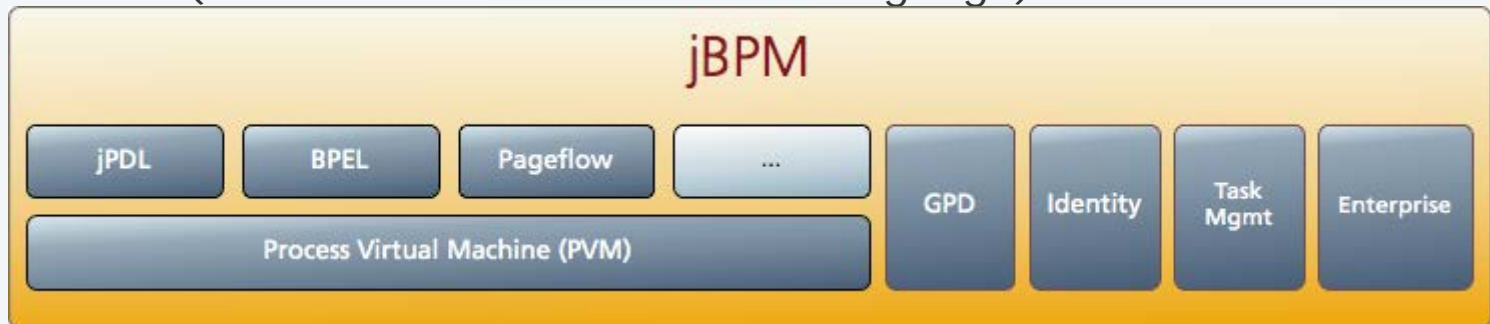 jBPM
jPDL
BPEL
Pageflow
...
GPD
Identity
Task
Mgmt
Enterprise
Process Virtual Machine (PVM)